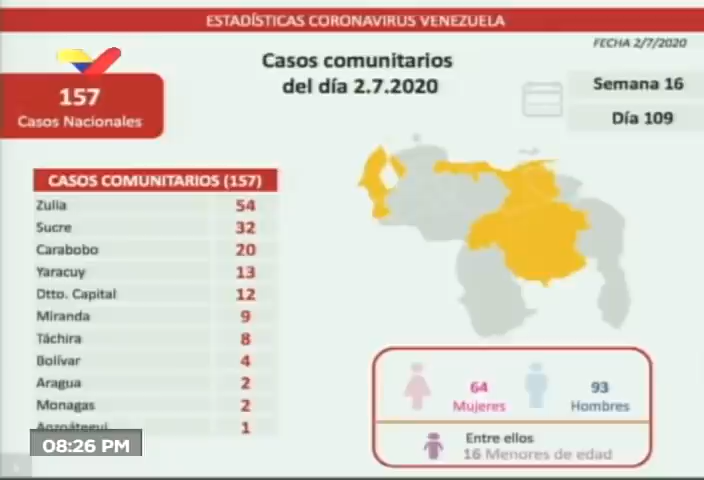 ESTADÍSTICAS CORONAVIRUS VENEZUELA
FECHA 2/7/2020
Casos comunitarios
del día 2.7.2020
157
Casos Nacionales
Semana 16
Día 109
CASOS COMUNITARIOS (157)
Zulia 54
Sucre 32
Carabobo 20
Yaracuy 13
Dtto. Capital 12
Miranda 9
Táchira 8
Bolívar 4
Aragua 2
Monagas 2
1
08:26 PM
64
Mujeres
93
Hombres
Entre ellos
16 Menores de edad